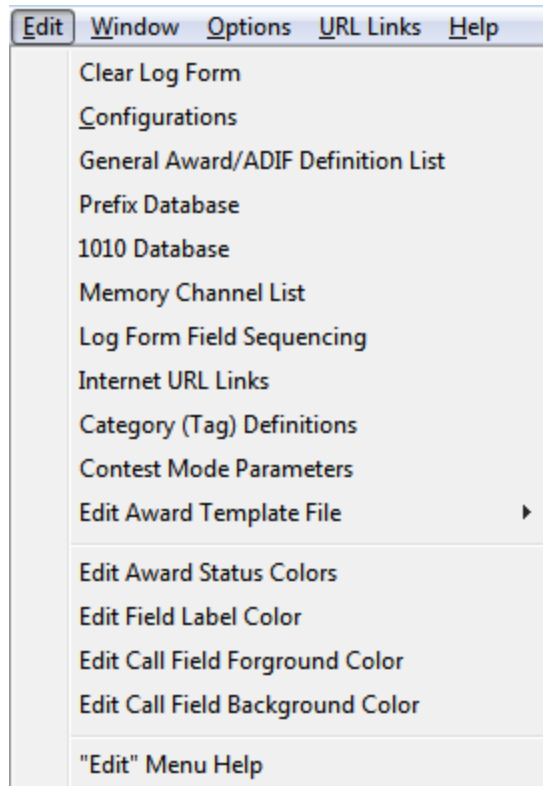 Edit Window Options URL Links Help
Clear Log Form
Configurations
General Award/ADIF Definition List
Prefix Database
1010 Database
Memory Channel List
Log Form Field Sequencing
Internet URL Links
Category (Tag) Definitions
Contest Mode Parameters
Edit Award Template File
Edit Award Status Colors
Edit Field Label Color
Edit Call Field Forground Color
Edit Call Field Background Color
"Edit" Menu Help